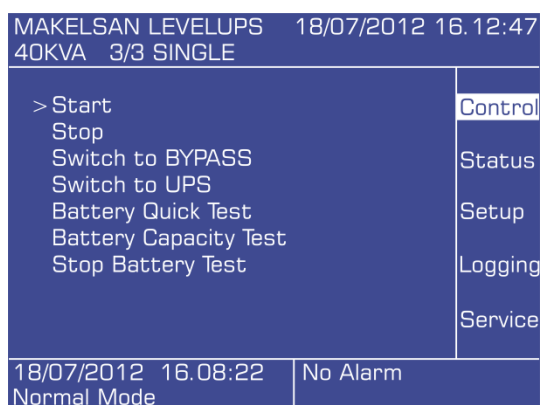 MAKELSAN LEVELUPS 18/07/2012 16.12:47
40KVA 3/3 SINGLE
> Start
Stop
Switch to BYPASS
Switch to UPS
Battery Quick Test
Battery Capacity Test
Stop Battery Test
Control
Status
Setup
Logging
Service
18/07/2012 16.08:22
Normal Mode
No Alarm